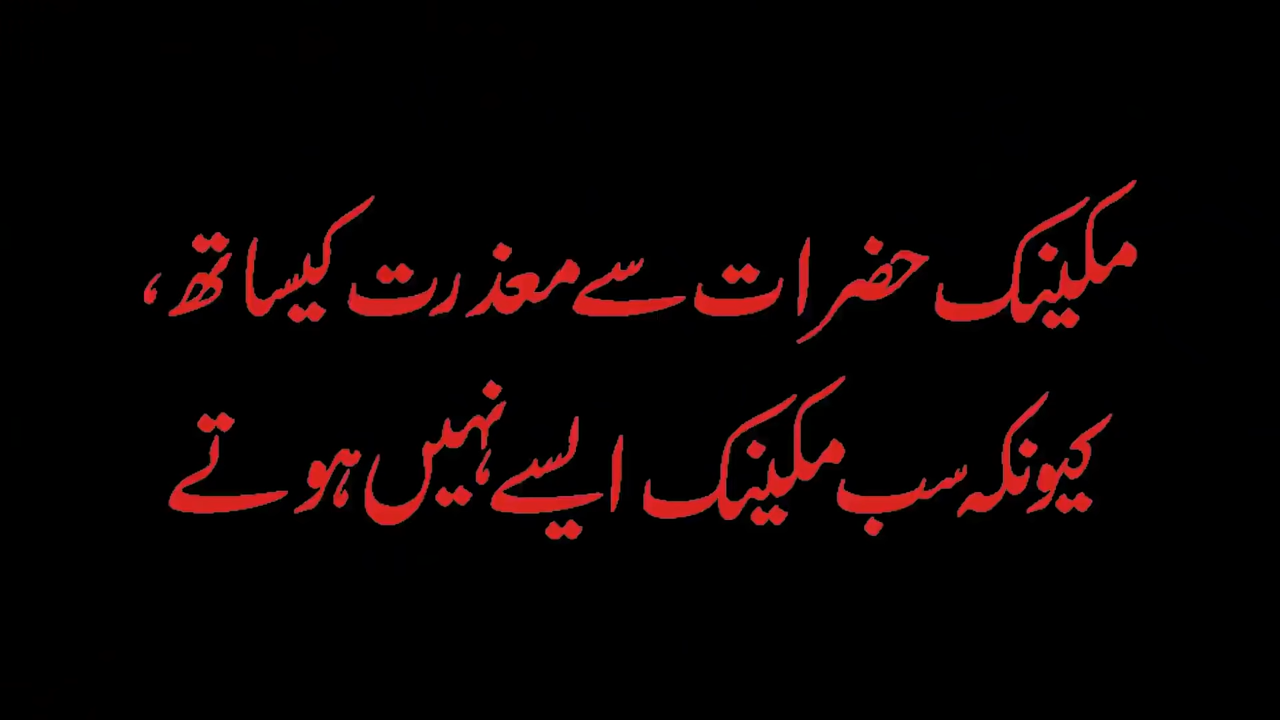 مکینک حضرات سے معذرت کیساتھ،
کیونکہ سب مکینک ایسے نہیں ہوتے